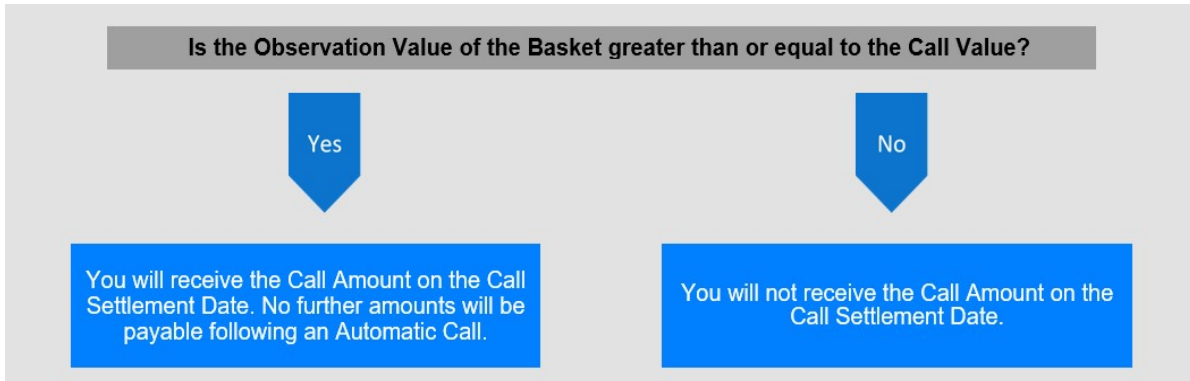 Is the Observation Value of the Basket greater than or equal to the Call Value?
Yes
No
You will receive the Call Amount on the Call
Settlement Date. No further amounts will be
payable following an Automatic Call.
You will not receive the Call Amount on the
Call Settlement Date.